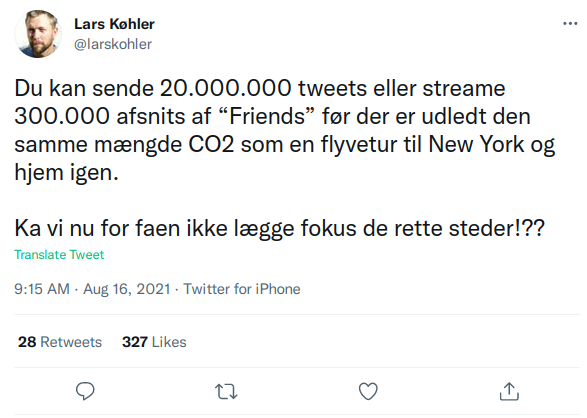 Lars Køhler
@larskohler
Du kan sende 20.000.000 tweets eller streame
300.000 afsnits af “Friends” før der er udledt den
samme mængde CO2 som en flyvetur til New York og
hjem igen.
Ka vi nu for faen ikke lægge fokus de rette steder!??
Translate Tweet
9:15 AM · Aug 16, 2021 · Twitter for iPhone
28 Retweets 327 Likes